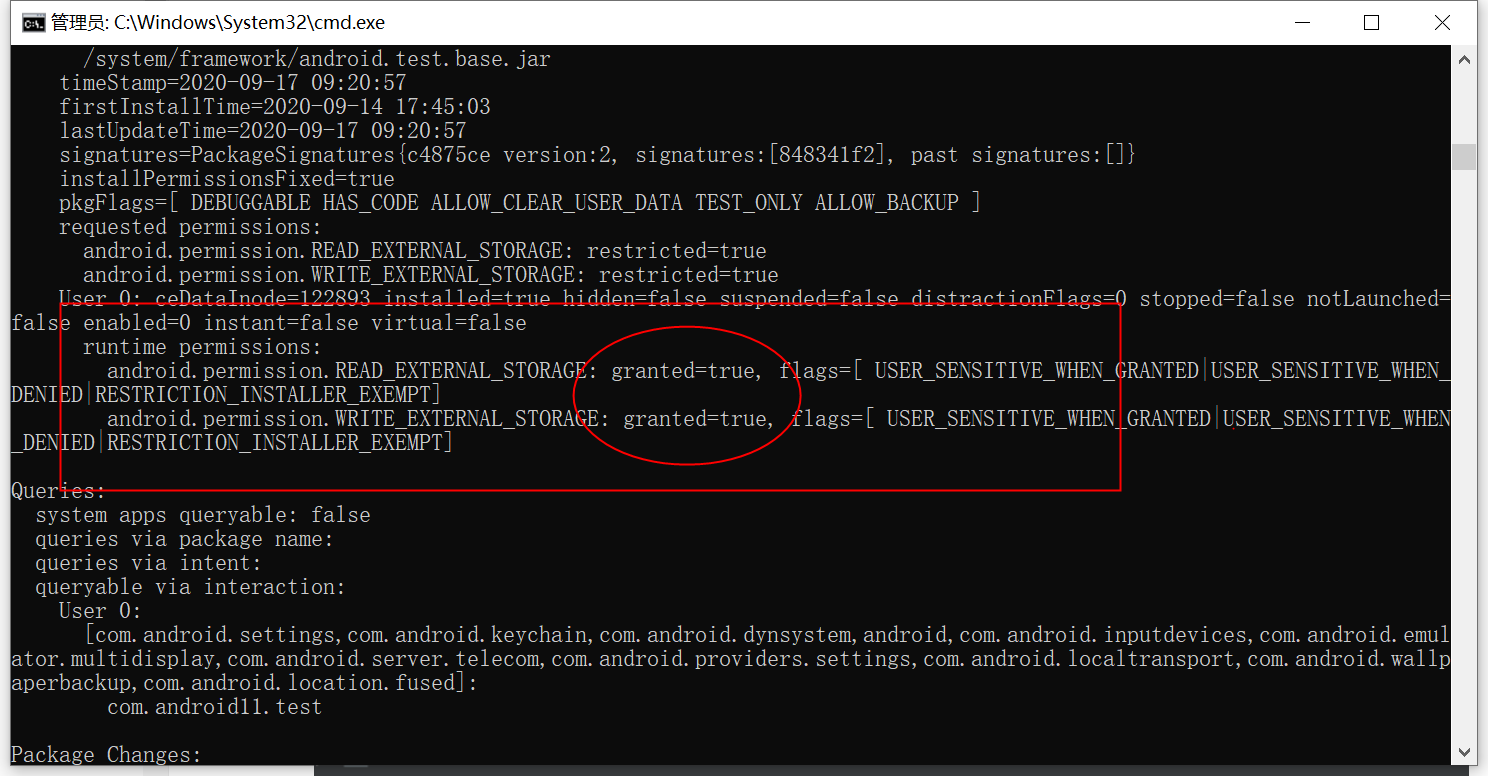 管理员: C:\Windows\System32\cmd.exe
/system/framework/android.test.base.jar
timeStamp=2020-09-17 09:20:57
firstInstallTime=2020-09-14 17:45:03
lastUpdateTime=2020-09-17 09:20:57
signatures=PackageSignatures{c4875ce version:2, signatures:[848341f2], past signatures:[]}
installPermissionsFixed=true
pkgFlags=[ DEBUGGABLE HAS_CODE ALLOW_CLEAR_USER_DATA TEST_ONLY ALLOW_BACKUP ]
requested permissions:
android.permission.READ_EXTERNAL_STORAGE: restricted=true
android.permission.WRITE_EXTERNAL_STORAGE: restricted=true
User 0: ceDataInode=122893 installed=true hidden=false suspended=false distractionFlags=0 stopped=false notLaunched=
false enabled=0 instant=false virtual=false
runtime permissions:
android.permission.READ_EXTERNAL_STORAGE: granted=true, flags=[ USER_SENSITIVE_WHEN_GRANTED|USER_SENSITIVE_WHEN_
DENIED|RESTRICTION_INSTALLER_EXEMPT]
android.permission.WRITE_EXTERNAL_STORAGE: granted=true, flags=[ USER_SENSITIVE_WHEN_GRANTED|USER_SENSITIVE_WHEN
_DENIED|RESTRICTION_INSTALLER_EXEMPT]
Queries:
system apps queryable: false
queries via package name:
queries via intent:
queryable via interaction:
User 0:
[com.android.settings,com.android.keychain,com.android.dynsystem,android,com.android.inputdevices,com.android.emul
ator.multidisplay,com.android.server.telecom,com.android.providers.settings,com.android.localtransport,com.android.wallp
aperbackup,com.android.location.fused]:
com.android11.test
Package Changes: